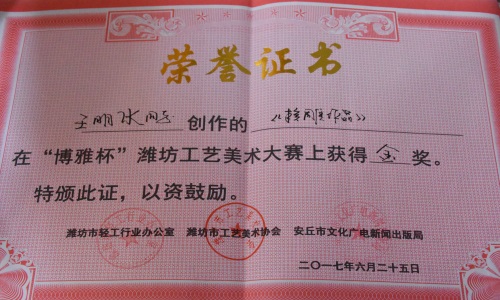 荣誉证书
王明水同志 创作的 《核雕作品》
在“博雅杯”潍坊工艺美术大赛上获得 金 奖。
特颁此证，以资鼓励。
潍坊市轻工行业办公室 潍坊市工艺美术协会 安丘市文化广电新闻出版局
二〇一七年六月二十五日